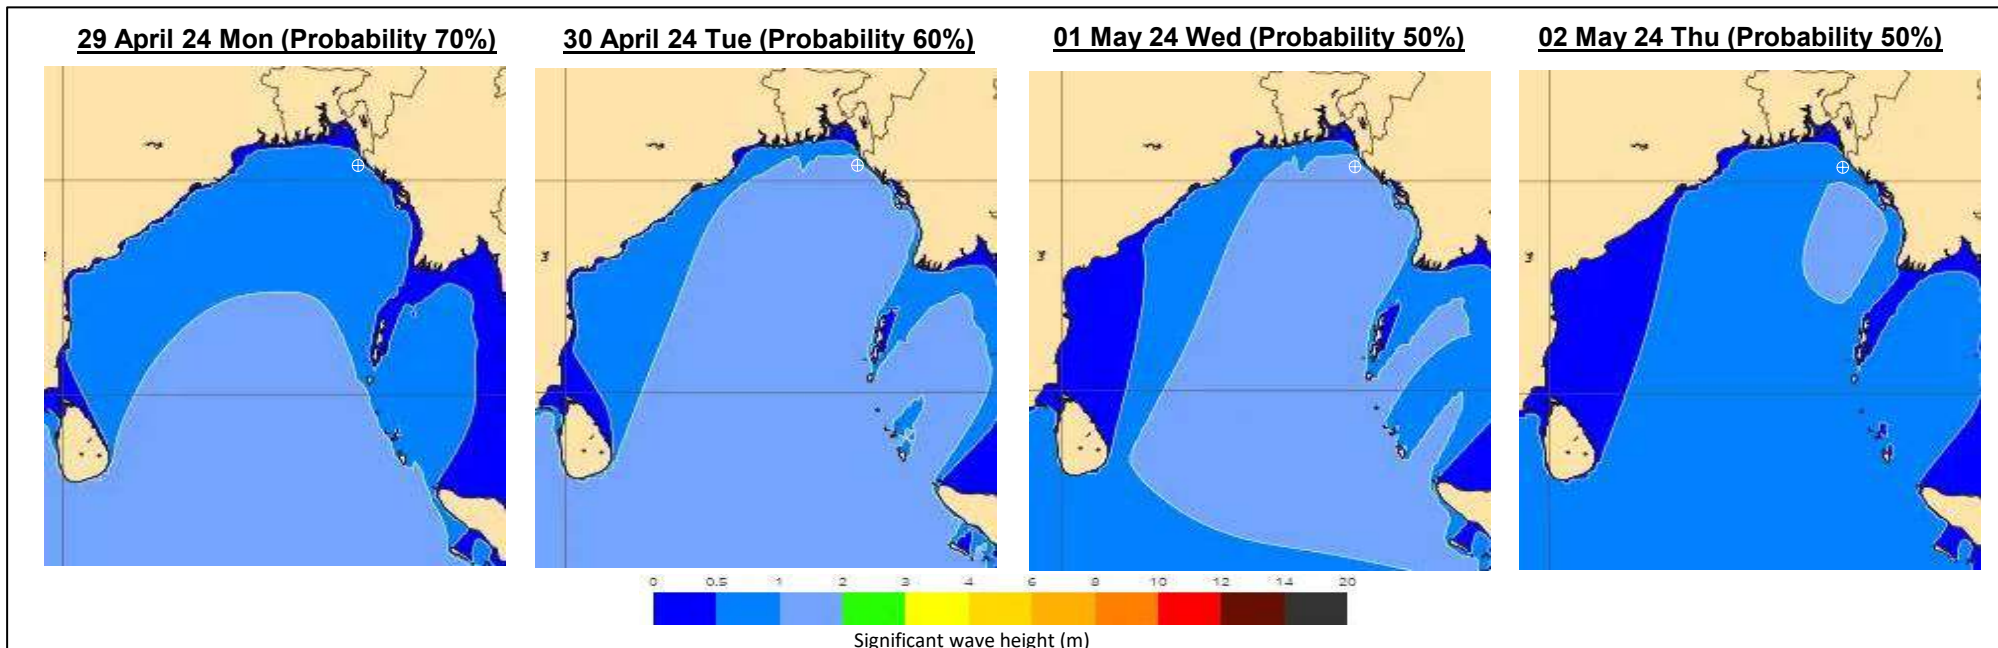 29 April 24 Mon (Probability 70%)
30 April 24 Tue (Probability 60%)
01 May 24 Wed (Probability 50%)
02 May 24 Thu (Probability 50%)
0 0.5 1 2 3 4 6 8 10 12 14 20
Significant wave height (m)